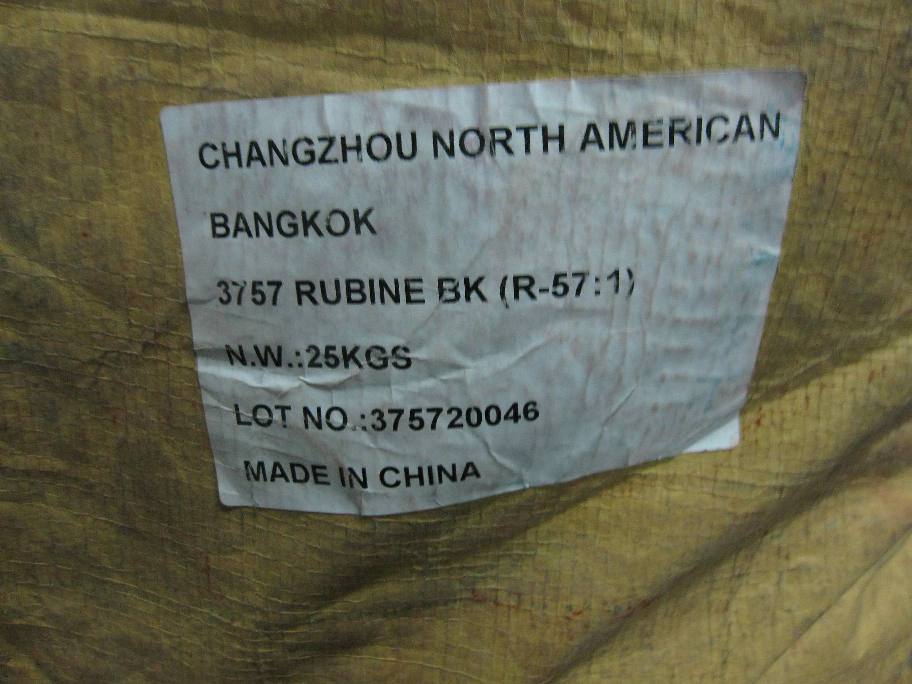 CHANGZHOU NORTH AMERICAN
BANGKOK
3757 RUBINE BK (R-57:1)
N.W.:25KGS
LOT NO.:375720046
MADE IN CHINA